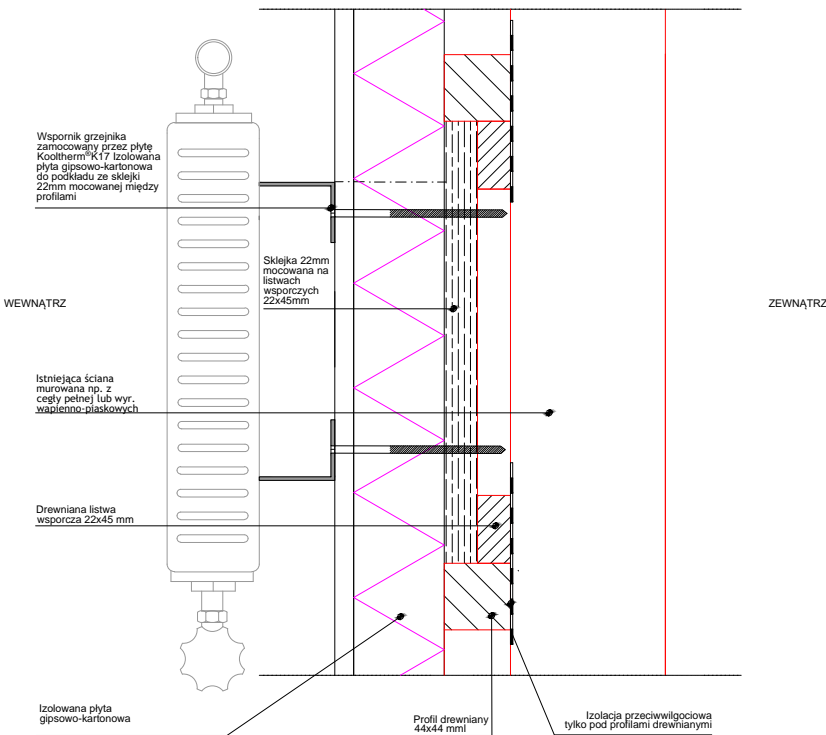 Wspornik grzejnika
zamocowany przez płytę
Kooltherm®K17 Izolowana
płyta gipsowo-kartonowa
do podkładu ze sklejki
22mm mocowanej między
profilami
Sklejka 22mm
mocowana na
listwach
wsporczych
22x45mm
WEWNĄTRZ
ZEWNĄTRZ
Istniejąca ściana
murowana np. z
cegły pełnej lub wyr.
wapienno-piaskowych
Drewniana listwa
wsporcza 22x45 mm
Izolowana płyta
gipsowo-kartonowa
Profil drewniany
44x44 mml
Izolacja przeciwwilgociowa
tylko pod profilami drewnianymi